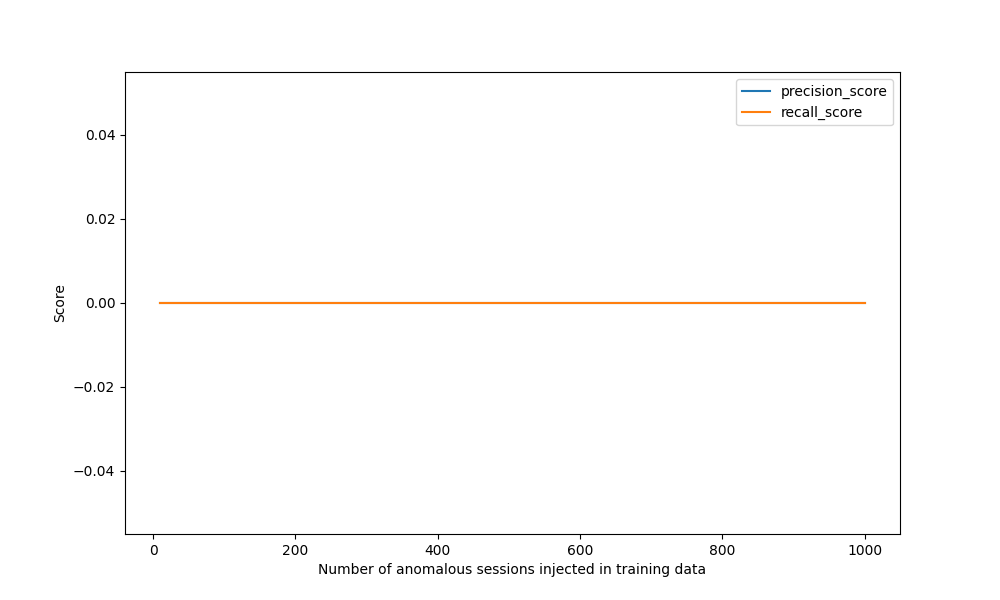 precision_score
recall_score
0.04
0.02
0.00
−0.02
−0.04
Score
0
200
400
600
800
1000
Number of anomalous sessions injected in training data